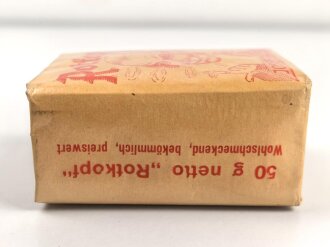 50 g netto „Rotkopf"
Wohlschmeckend, bekömmlich, preiswert